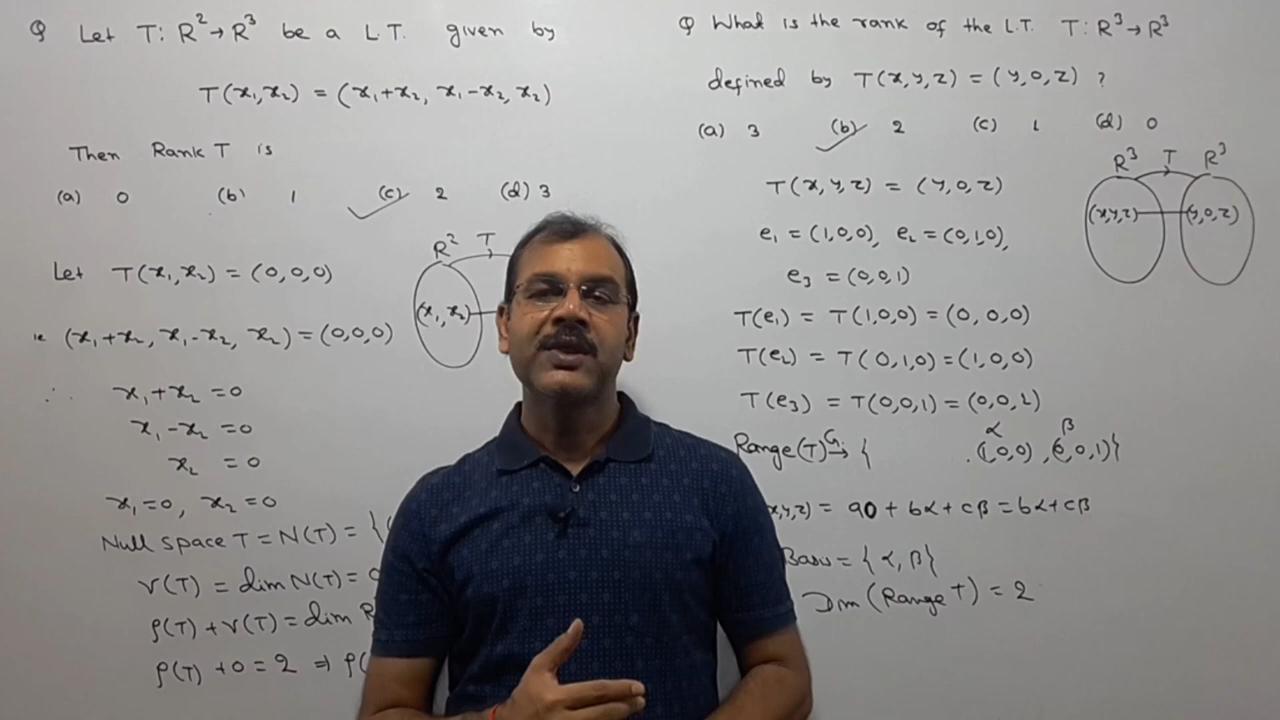 Q Let T: R² → R³ be a L.T. given by
T(x₁, x₂) = (x₁+x₂, x₁-x₂, x₂)
Then Rank T is
(a) 0 (b) 1 (c) 2 (d) 3
Let T(x₁, x₂) = (0,0,0)
R² T
(x₁, x₂)
ie (x₁+x₂, x₁-x₂, x₂) = (0,0,0)
∴ x₁+x₂ = 0
x₁-x₂ = 0
x₂ = 0
x₁=0, x₂=0
Null space T = N(T) = {
ν(T) = dim N(T) = 0
ρ(T) + ν(T) = dim R
ρ(T) + 0 = 2 ⇒ ρ(
Q What is the rank of the L.T. T: R³ → R³
defined by T(x,y,z) = (y,0,z) ?
(a) 3 (b) 2 (c) 1 (d) 0
R³ T R³
(x,y,z) (y,0,z)
T(x,y,z) = (y,0,z)
e₁ = (1,0,0), e₂ = (0,1,0),
e₃ = (0,0,1)
T(e₁) = T(1,0,0) = (0,0,0)
T(e₂) = T(0,1,0) = (1,0,0)
T(e₃) = T(0,0,1) = (0,0,1)
α β
Range(T) → { (1,0,0), (0,0,1)}
x,y,z) = a0 + bα + cβ = bα + cβ
Basis = {α, β}
Dim (Range T) = 2